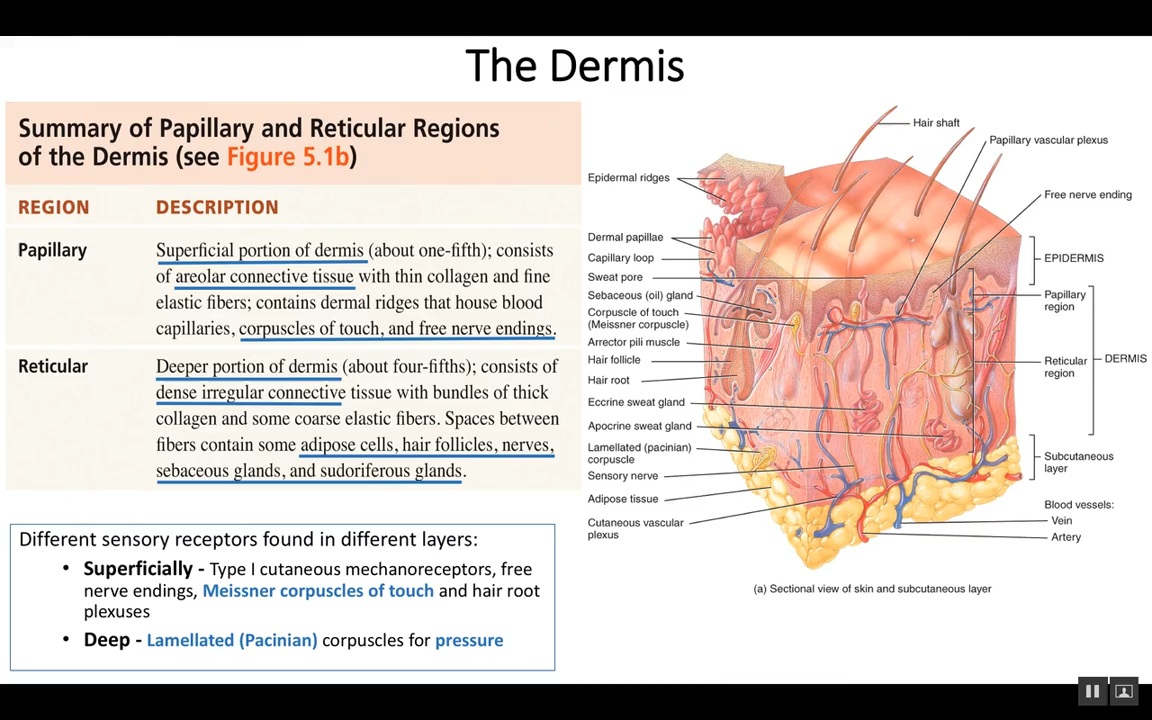 The Dermis
Summary of Papillary and Reticular Regions
of the Dermis (see Figure 5.1b)
REGION DESCRIPTION
Papillary Superficial portion of dermis (about one-fifth); consists
of areolar connective tissue with thin collagen and fine
elastic fibers; contains dermal ridges that house blood
capillaries, corpuscles of touch, and free nerve endings.
Reticular Deeper portion of dermis (about four-fifths); consists of
dense irregular connective tissue with bundles of thick
collagen and some coarse elastic fibers. Spaces between
fibers contain some adipose cells, hair follicles, nerves,
sebaceous glands, and sudoriferous glands.
Different sensory receptors found in different layers:
• Superficially - Type I cutaneous mechanoreceptors, free
nerve endings, Meissner corpuscles of touch and hair root
plexuses
• Deep - Lamellated (Pacinian) corpuscles for pressure
Epidermal ridges
Dermal papillae
Capillary loop
Sweat pore
Sebaceous (oil) gland
Corpuscle of touch
(Meissner corpuscle)
Arrector pili muscle
Hair follicle
Hair root
Eccrine sweat gland
Apocrine sweat gland
Lamellated (pacinian)
corpuscle
Sensory nerve
Adipose tissue
Cutaneous vascular
plexus
Hair shaft
Papillary vascular plexus
Free nerve ending
EPIDERMIS
Papillary
region
Reticular
region
DERMIS
Subcutaneous
layer
Blood vessels:
Vein
Artery
(a) Sectional view of skin and subcutaneous layer